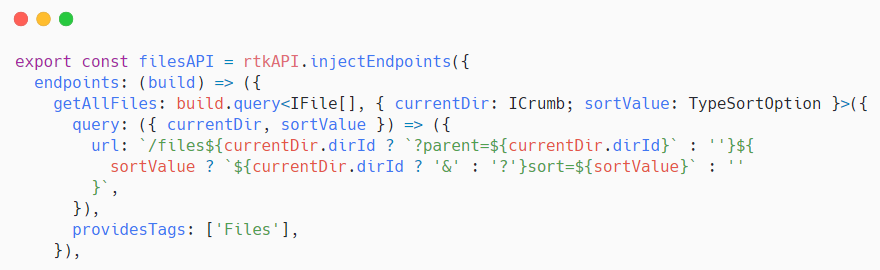 export const filesAPI = rtkAPI.injectEndpoints({
  endpoints: (build) => ({
    getAllFiles: build.query<IFile[], { currentDir: ICrumb; sortValue: TypeSortOption }>({
      query: ({ currentDir, sortValue }) => ({
        url: `/files${currentDir.dirId ? `?parent=${currentDir.dirId}` : ''}${
          sortValue ? `${currentDir.dirId ? '&' : '?'}sort=${sortValue}` : ''
        }`,
      }),
      providesTags: ['Files'],
    }),